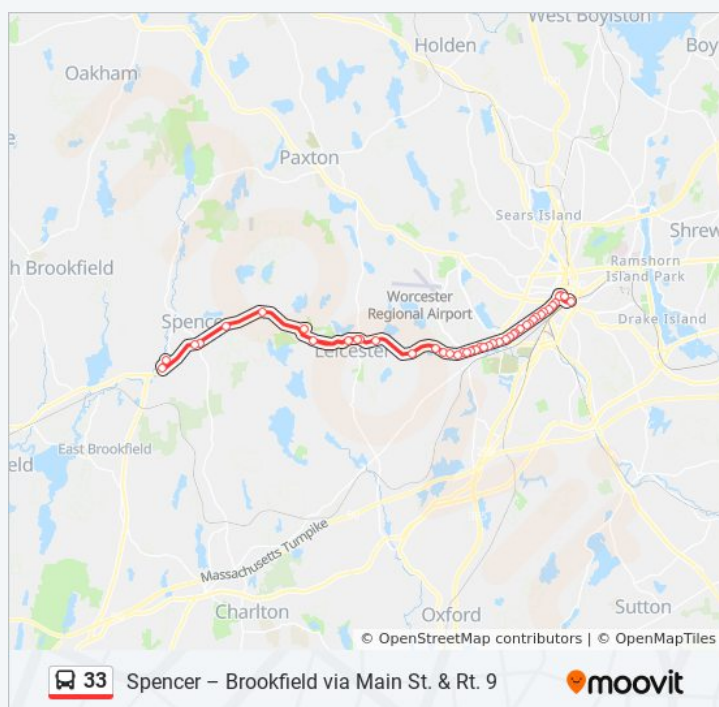 West Boylston
Holden
Boy
Oakham
Paxton
Sears Island
Shrew
Ramshorn
Island Park
h Brookfield
Worcester
Regional Airport
Spencer
Drake Island
Leicester
East Brookfield
eld
Massachusetts Turnpike
Charlton
Oxford
Sutton
© OpenStreetMap contributors | © OpenMapTiles
33 Spencer – Brookfield via Main St. & Rt. 9
moovit